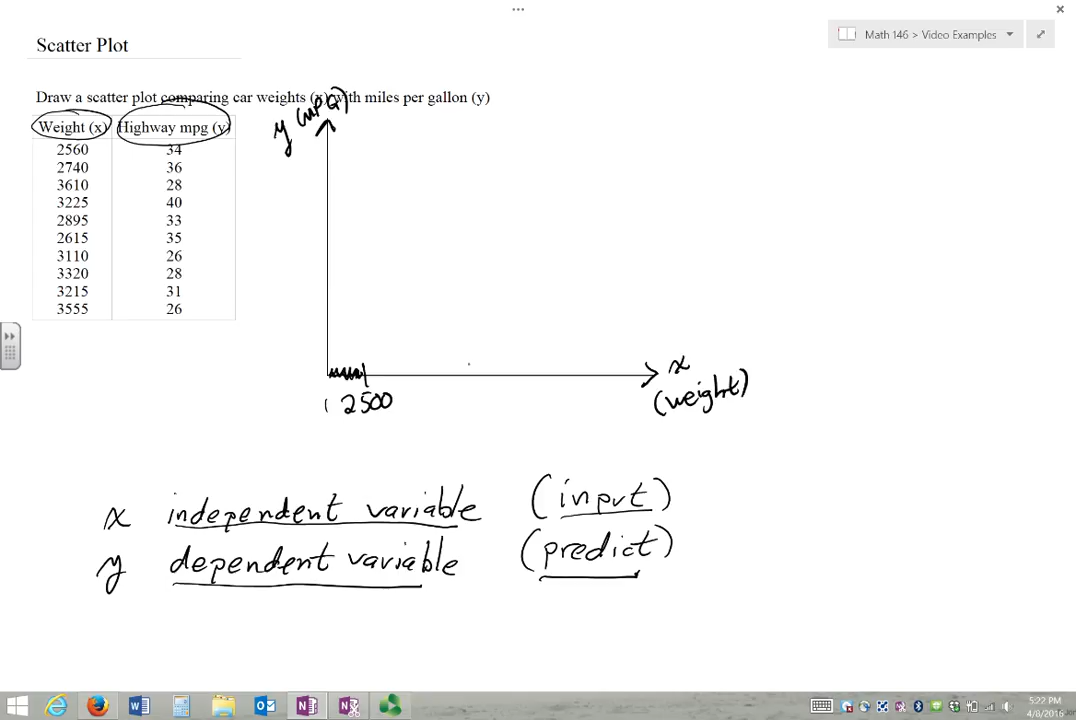 Math 146 > Video Examples
Scatter Plot
Draw a scatter plot comparing car weights (x) with miles per gallon (y)
Weight (x) Highway mpg (y)
2560 34
2740 36
3610 28
3225 40
2895 33
2615 35
3110 26
3320 28
3215 31
3555 26
y (MPG)
2500
x
(weight)
x independent variable (input)
y dependent variable (predict)
5:22 PM
4/8/2016